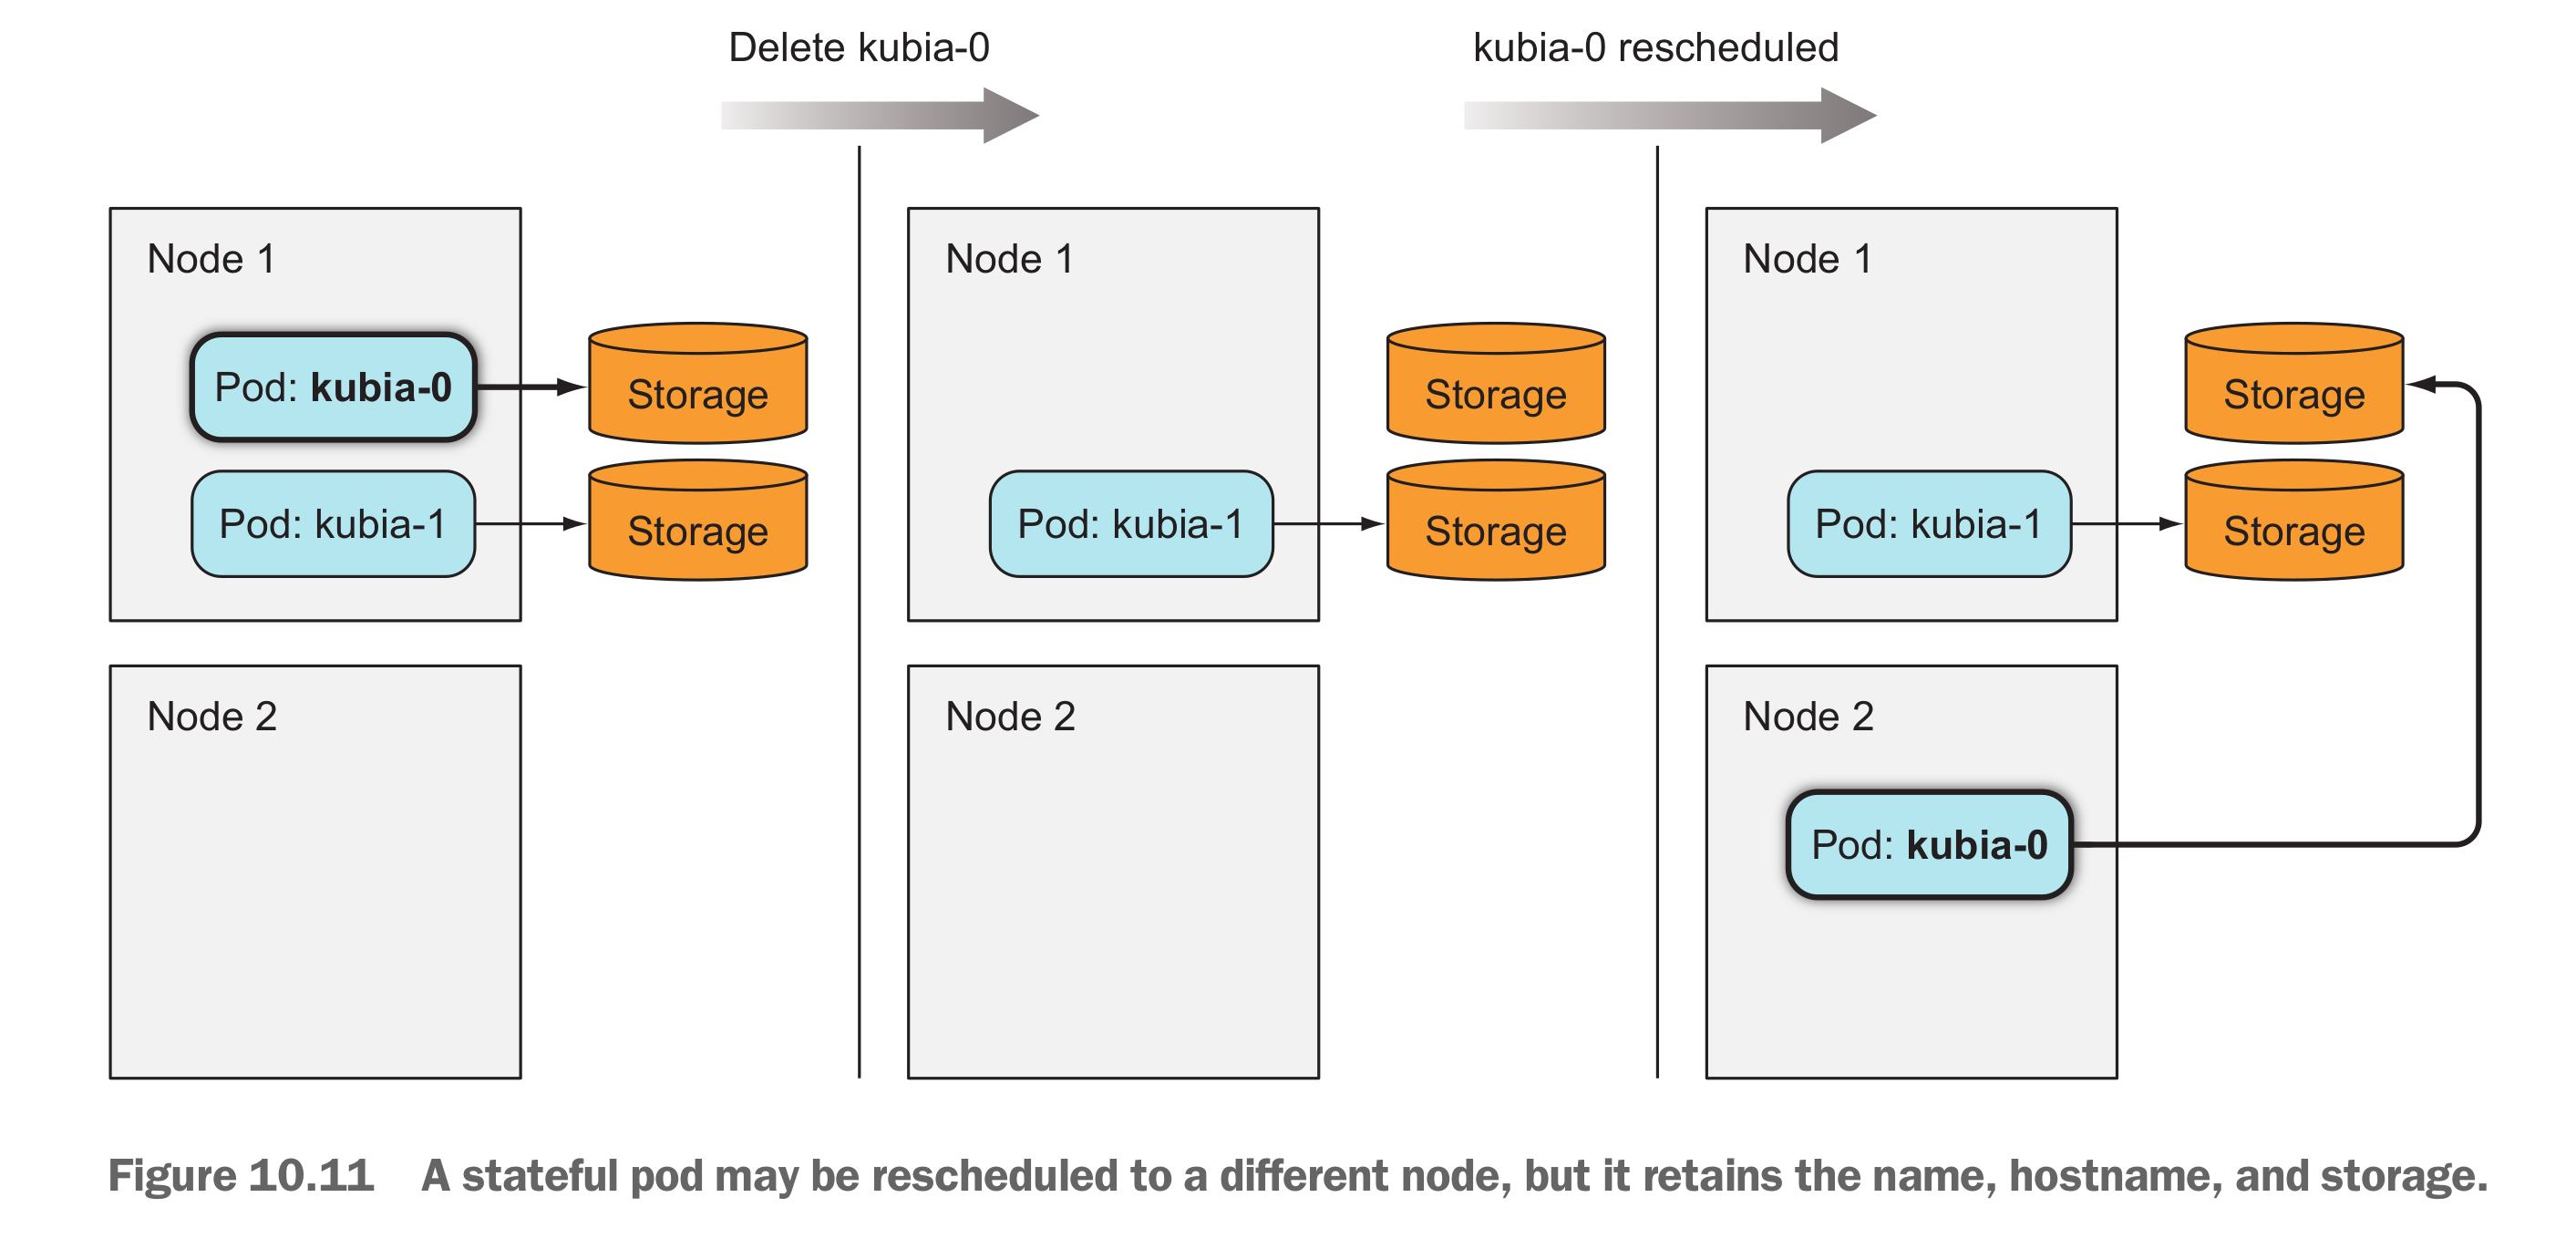 Delete kubia-0
kubia-0 rescheduled
Node 1
Pod: kubia-0
Storage
Pod: kubia-1
Storage
Node 2
Node 1
Storage
Pod: kubia-1
Storage
Node 2
Node 1
Storage
Pod: kubia-1
Storage
Node 2
Pod: kubia-0
Figure 10.11 A stateful pod may be rescheduled to a different node, but it retains the name, hostname, and storage.